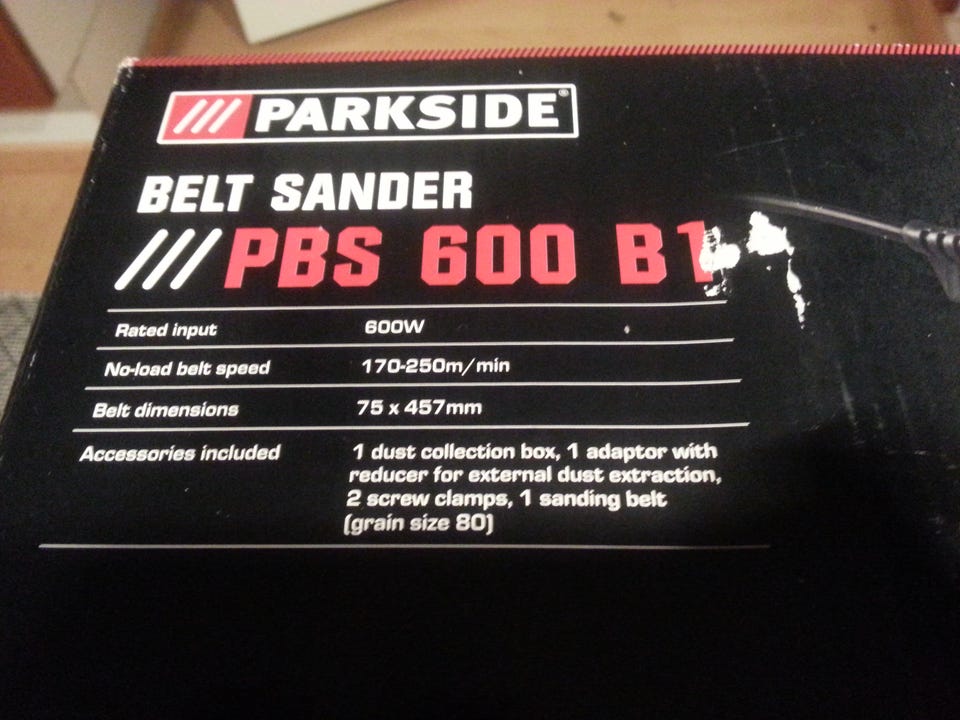 PARKSIDE®
BELT SANDER
PBS 600 B1
Rated input 600W
No-load belt speed 170-250m/min
Belt dimensions 75 x 457mm
Accessories included 1 dust collection box, 1 adaptor with
reducer for external dust extraction,
2 screw clamps, 1 sanding belt
(grain size 80)